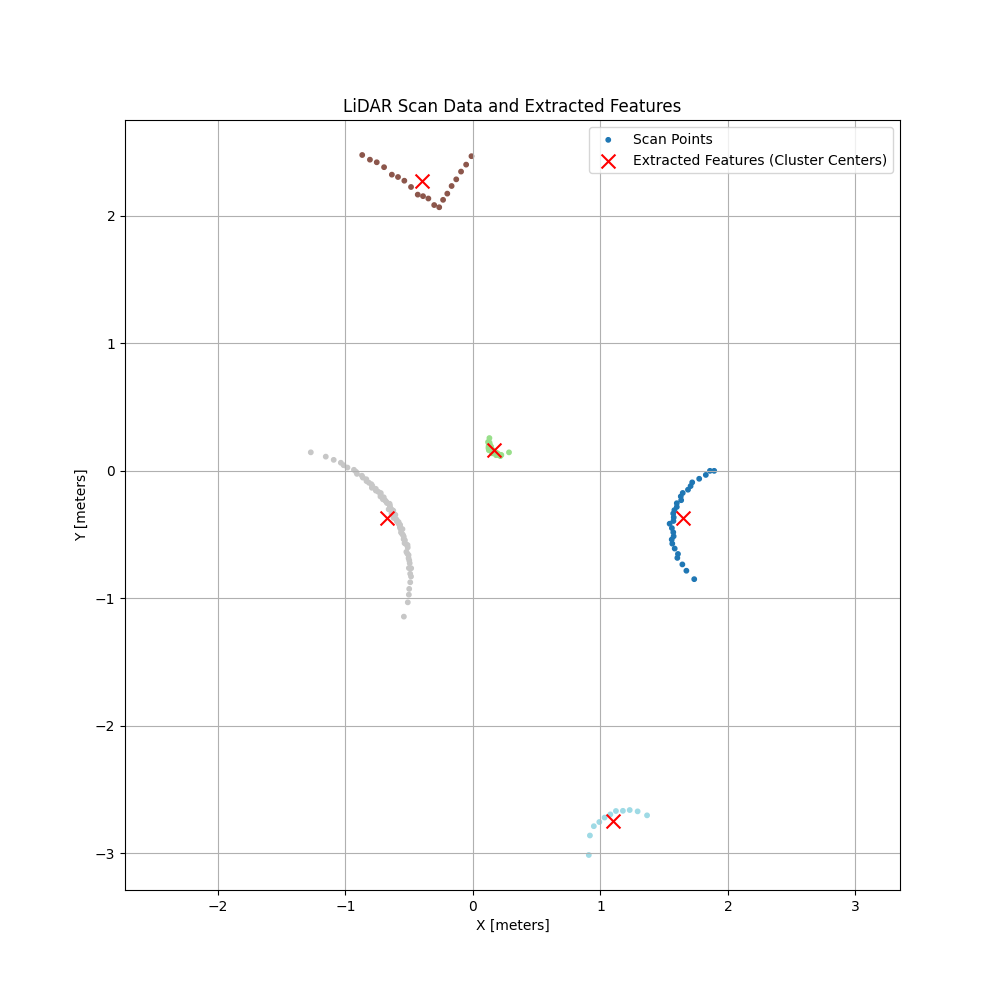 LiDAR Scan Data and Extracted Features
Scan Points
Extracted Features (Cluster Centers)
2
1
0
−1
−2
−3
Y [meters]
−2
−1
0
1
2
3
X [meters]